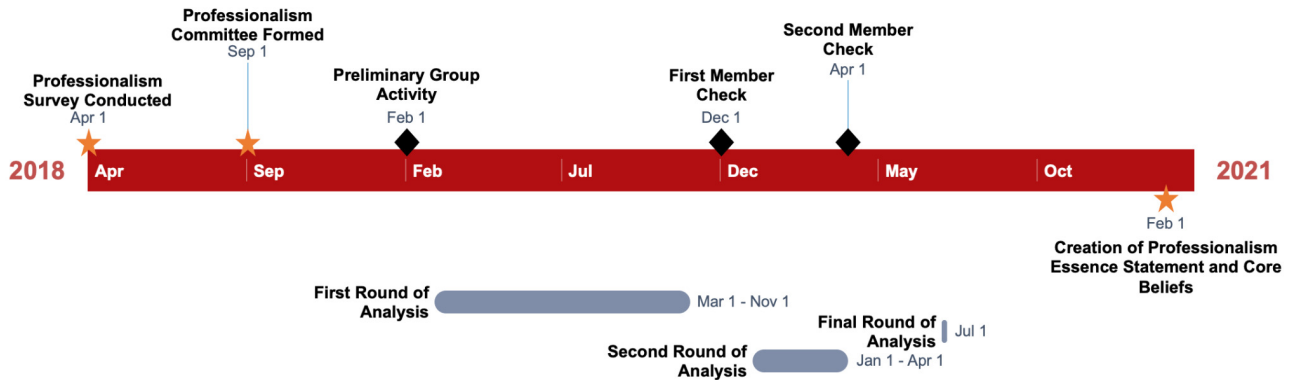 Professionalism
Survey Conducted
Apr 1
Professionalism
Committee Formed
Sep 1
Preliminary Group
Activity
Feb 1
First Member
Check
Dec 1
Second Member
Check
Apr 1
2018
Apr
Sep
Feb
Jul
Dec
May
Oct
2021
Feb 1
Creation of Professionalism
Essence Statement and Core
Beliefs
First Round of
Analysis
Mar 1 - Nov 1
Final Round of
Analysis
Jul 1
Second Round of
Analysis
Jan 1 - Apr 1